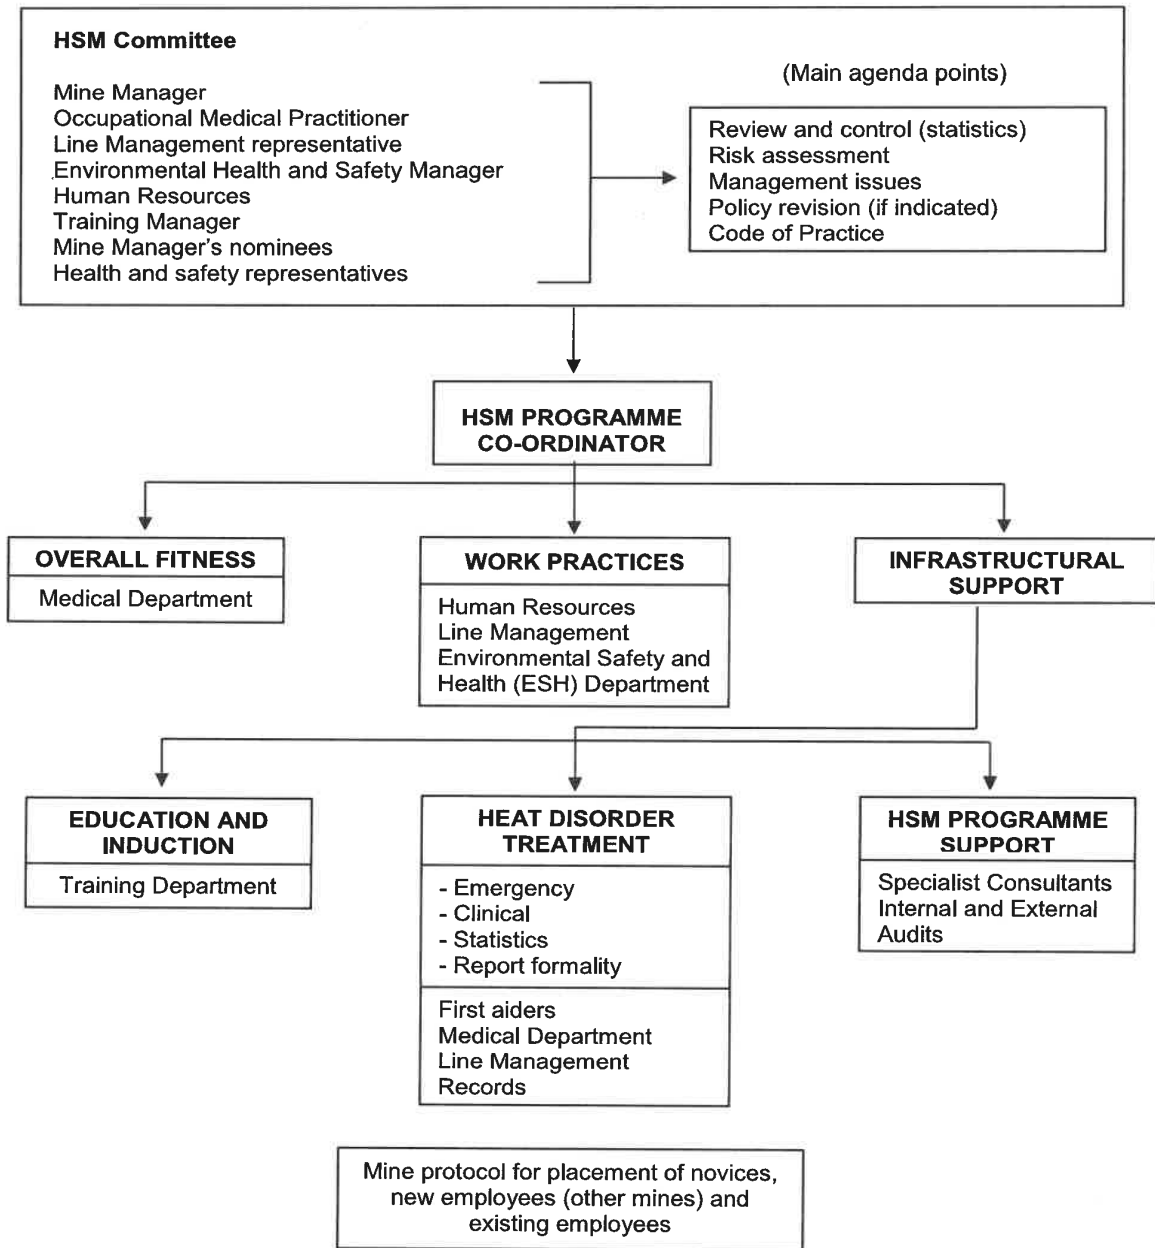 HSM Committee
Mine Manager
Occupational Medical Practitioner
Line Management representative
Environmental Health and Safety Manager
Human Resources
Training Manager
Mine Manager's nominees
Health and safety representatives
(Main agenda points)
Review and control (statistics)
Risk assessment
Management issues
Policy revision (if indicated)
Code of Practice
HSM PROGRAMME
CO-ORDINATOR
OVERALL FITNESS
Medical Department
WORK PRACTICES
Human Resources
Line Management
Environmental Safety and
Health (ESH) Department
INFRASTRUCTURAL
SUPPORT
EDUCATION AND
INDUCTION
Training Department
HEAT DISORDER
TREATMENT
- Emergency
- Clinical
- Statistics
- Report formality
First aiders
Medical Department
Line Management
Records
HSM PROGRAMME
SUPPORT
Specialist Consultants
Internal and External
Audits
Mine protocol for placement of novices,
new employees (other mines) and
existing employees